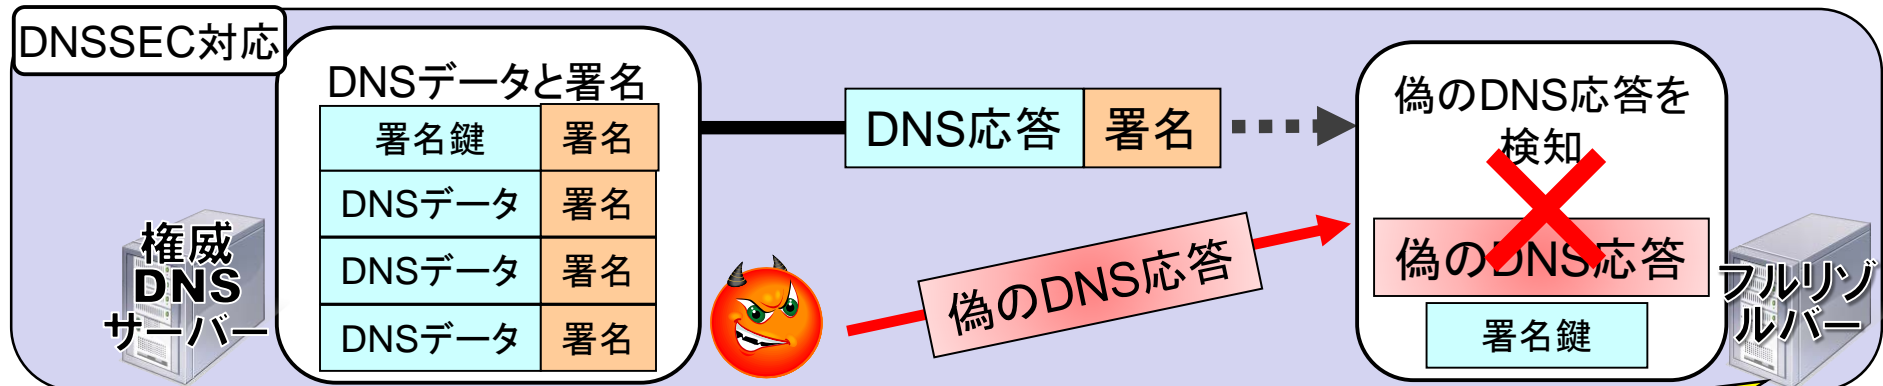 DNSSEC対応
DNSデータと署名
署名鍵 署名
DNSデータ 署名
DNSデータ 署名
DNSデータ 署名
権威
DNS
サーバー
DNS応答 署名
偽のDNS応答
偽のDNS応答を
検知
偽のDNS応答
署名鍵
フルリゾ
ルバー